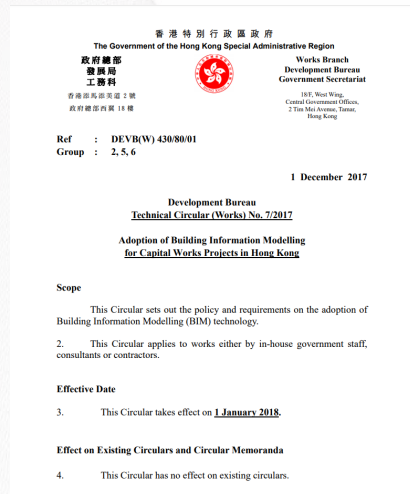 香港特別行政區政府
The Government of the Hong Kong Special Administrative Region
政府總部
發展局
工務科
香港添馬添美道2號
政府總部西翼18樓
Works Branch
Development Bureau
Government Secretariat
18/F, West Wing,
Central Government Offices,
2 Tim Mei Avenue, Tamar,
Hong Kong
Ref : DEVB(W) 430/80/01
Group : 2, 5, 6
1 December 2017
Development Bureau
Technical Circular (Works) No. 7/2017
Adoption of Building Information Modelling
for Capital Works Projects in Hong Kong
Scope
This Circular sets out the policy and requirements on the adoption of
Building Information Modelling (BIM) technology.
2. This Circular applies to works either by in-house government staff,
consultants or contractors.
Effective Date
3. This Circular takes effect on 1 January 2018.
Effect on Existing Circulars and Circular Memoranda
4. This Circular has no effect on existing circulars.